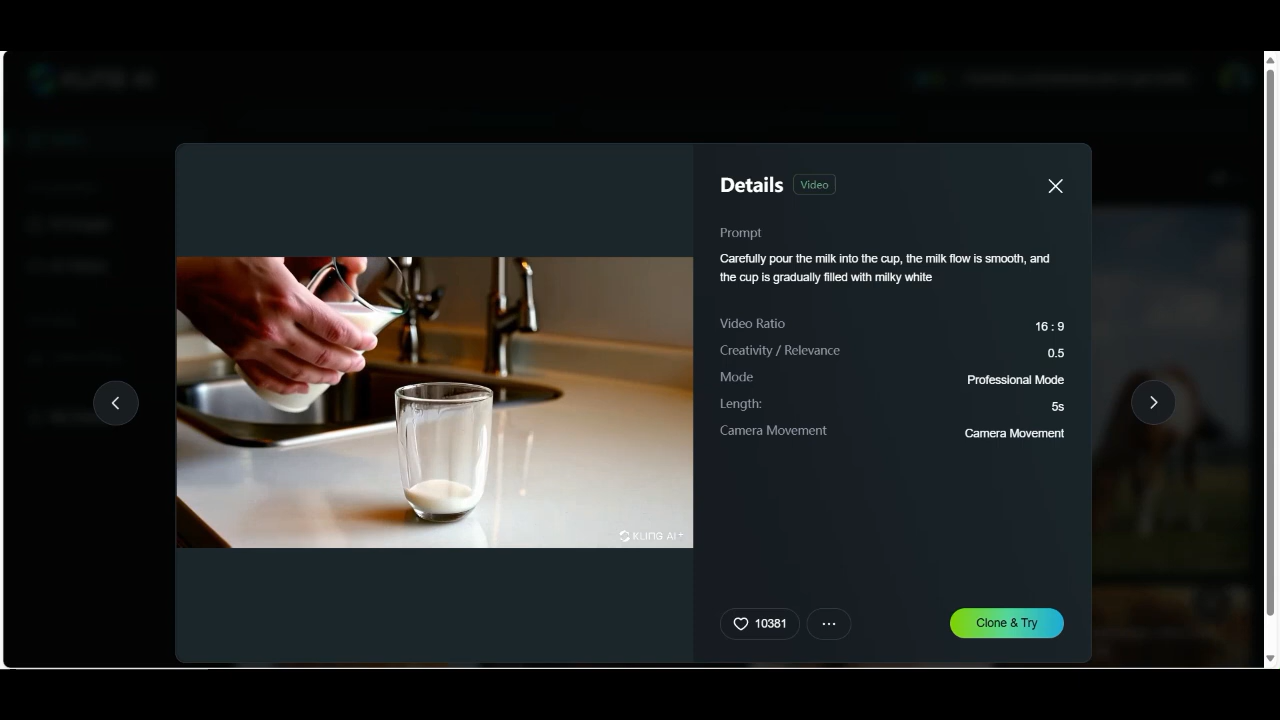 Details
Video
Prompt
Carefully pour the milk into the cup, the milk flow is smooth, and
the cup is gradually filled with milky white
Video Ratio 16 : 9
Creativity / Relevance 0.5
Mode Professional Mode
Length: 5s
Camera Movement Camera Movement
KLING AI
10381
Clone & Try